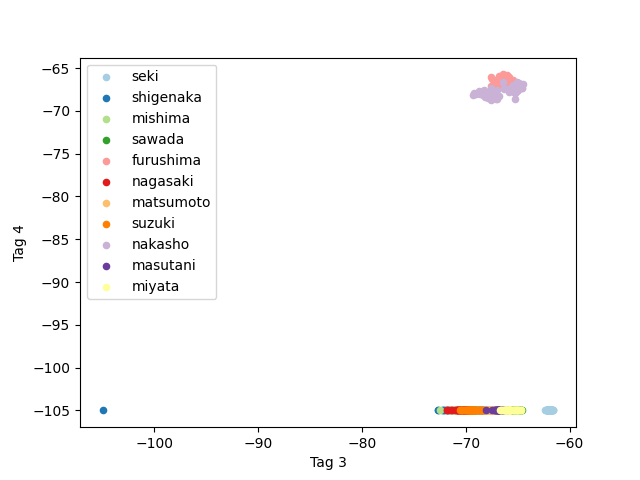 −65
−70
−75
−80
−85
−90
−95
−100
−105
Tag 4
seki
shigenaka
mishima
sawada
furushima
nagasaki
matsumoto
suzuki
nakasho
masutani
miyata
−100 −90 −80 −70 −60
Tag 3